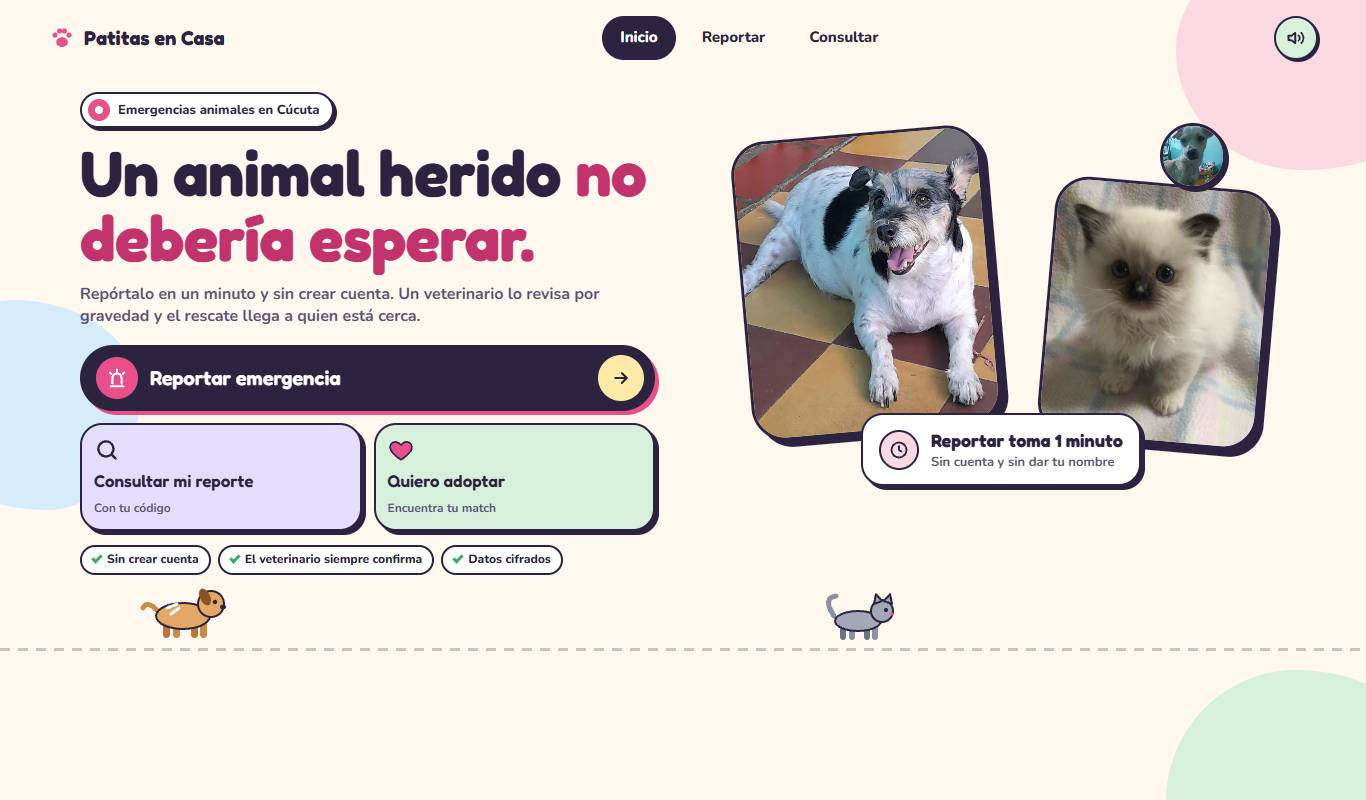 Patitas en Casa
Inicio
Reportar
Consultar
Emergencias animales en Cúcuta
Un animal herido no
debería esperar.
Repórtalo en un minuto y sin crear cuenta. Un veterinario lo revisa por
gravedad y el rescate llega a quien está cerca.
Reportar emergencia
Consultar mi reporte
Con tu código
Quiero adoptar
Encuentra tu match
Sin crear cuenta
El veterinario siempre confirma
Datos cifrados
Reportar toma 1 minuto
Sin cuenta y sin dar tu nombre